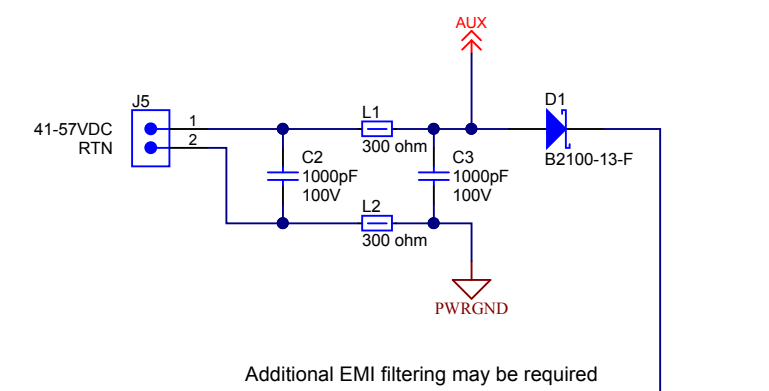 AUX
J5
41-57VDC
RTN
1
2
L1
300 ohm
D1
B2100-13-F
C2
1000pF
100V
C3
1000pF
100V
L2
300 ohm
PWRGND
Additional EMI filtering may be required